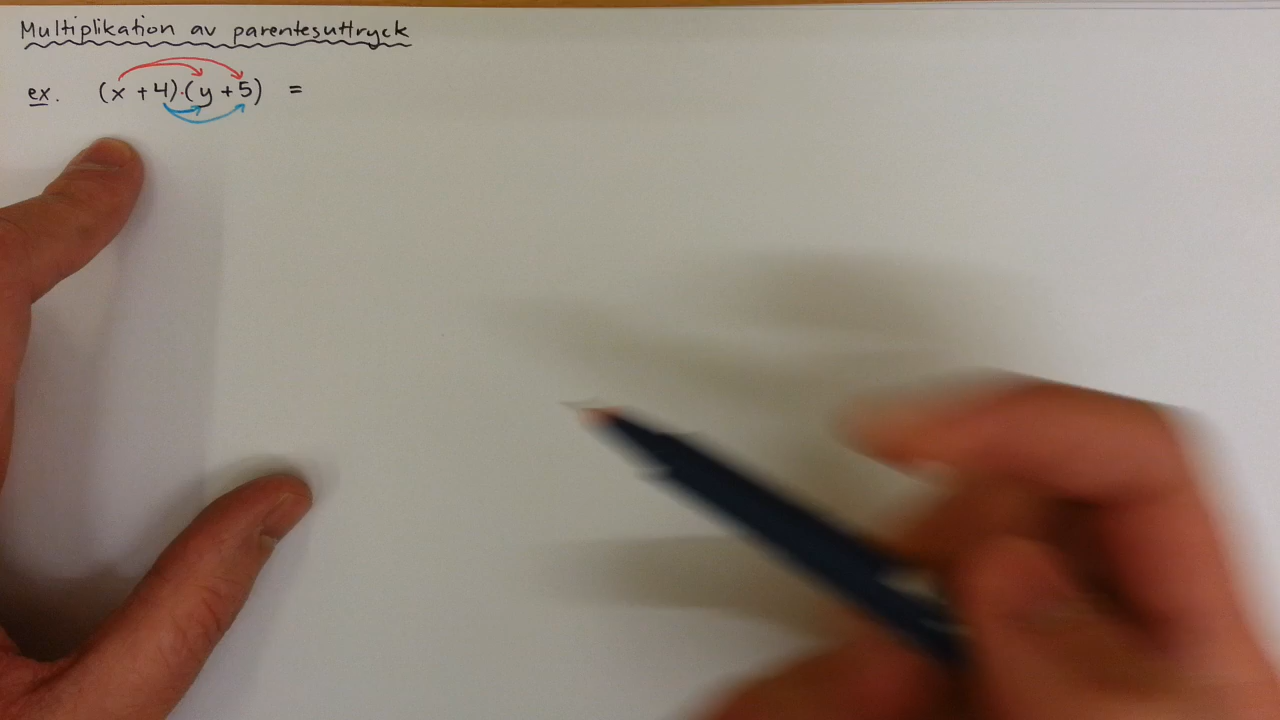 Multiplikation av parentesuttryck
ex. (x + 4)·(y + 5) =